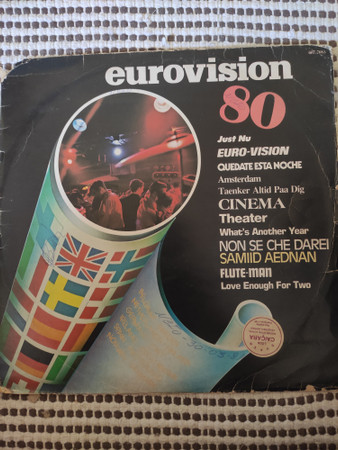 eurovision
80
Just Nu
EURO-VISION
QUEDATE ESTA NOCHE
Amsterdam
Taenker Altid Paa Dig
CINEMA
Theater
What's Another Year
NON SE CHE DAREI
SAMIID AEDNAN
FLUTE-MAN
Love Enough For Two